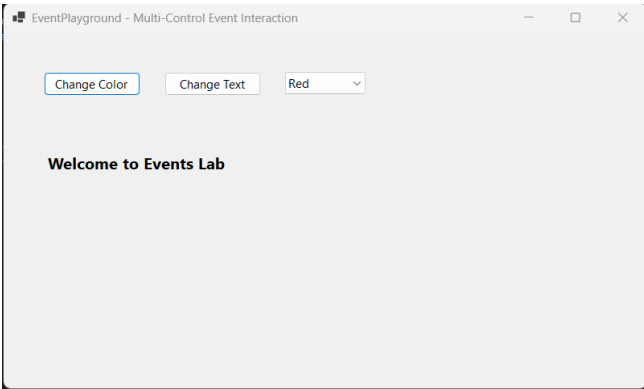 EventPlayground - Multi-Control Event Interaction
Change Color Change Text Red
Welcome to Events Lab